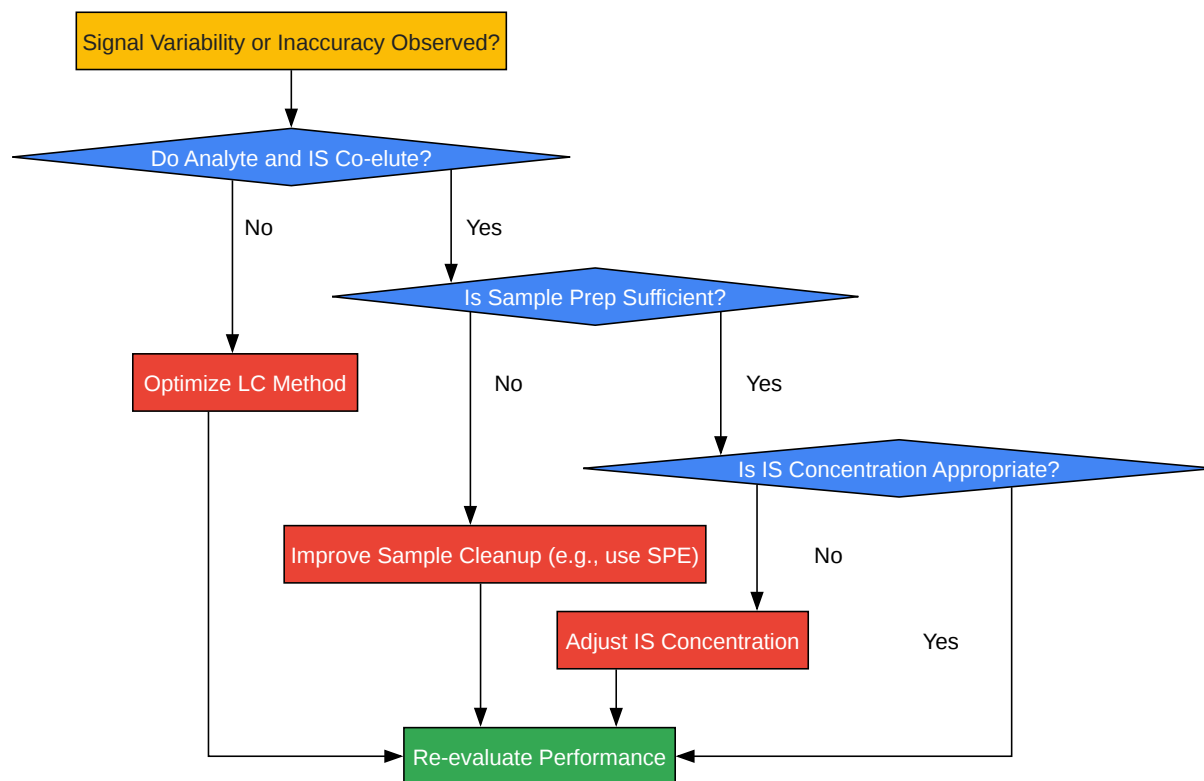 Signal Variability or Inaccuracy Observed?
Do Analyte and IS Co-elute?
No
Yes
Is Sample Prep Sufficient?
Optimize LC Method
No
Yes
Is IS Concentration Appropriate?
Improve Sample Cleanup (e.g., use SPE)
No
Adjust IS Concentration
Yes
Re-evaluate Performance